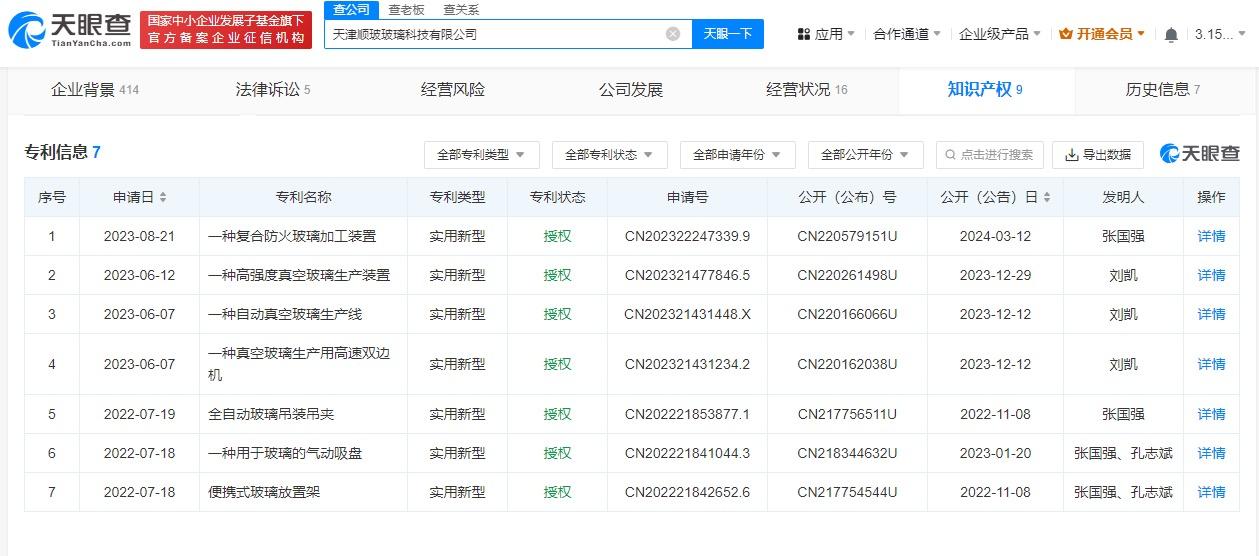 天眼查
TianYanCha.com
国家中小企业发展子基金旗下
官方备案企业征信机构
查公司 查老板 查关系
天津顺玻玻璃科技有限公司 天眼一下
应用 合作通道 企业级产品 开通会员 3.15...
企业背景 414 法律诉讼 5 经营风险 公司发展 经营状况 16 知识产权 9 历史信息 7
专利信息 7 全部专利类型 全部专利状态 全部申请年份 全部公开年份 点击进行搜索 导出数据 天眼查
序号 申请日 专利名称 专利类型 专利状态 申请号 公开（公布）号 公开（公告）日 发明人 操作
1 2023-08-21 一种复合防火玻璃加工装置 实用新型 授权 CN202322247339.9 CN220579151U 2024-03-12 张国强 详情
2 2023-06-12 一种高强度真空玻璃生产装置 实用新型 授权 CN202321477846.5 CN220261498U 2023-12-29 刘凯 详情
3 2023-06-07 一种自动真空玻璃生产线 实用新型 授权 CN202321431448.X CN220166066U 2023-12-12 刘凯 详情
4 2023-06-07 一种真空玻璃生产用高速双边
机 实用新型 授权 CN202321431234.2 CN220162038U 2023-12-12 刘凯 详情
5 2022-07-19 全自动玻璃吊装吊夹 实用新型 授权 CN202221853877.1 CN217756511U 2022-11-08 张国强 详情
6 2022-07-18 一种用于玻璃的气动吸盘 实用新型 授权 CN202221841044.3 CN218344632U 2023-01-20 张国强、孔志斌 详情
7 2022-07-18 便携式玻璃放置架 实用新型 授权 CN202221842652.6 CN217754544U 2022-11-08 张国强、孔志斌 详情